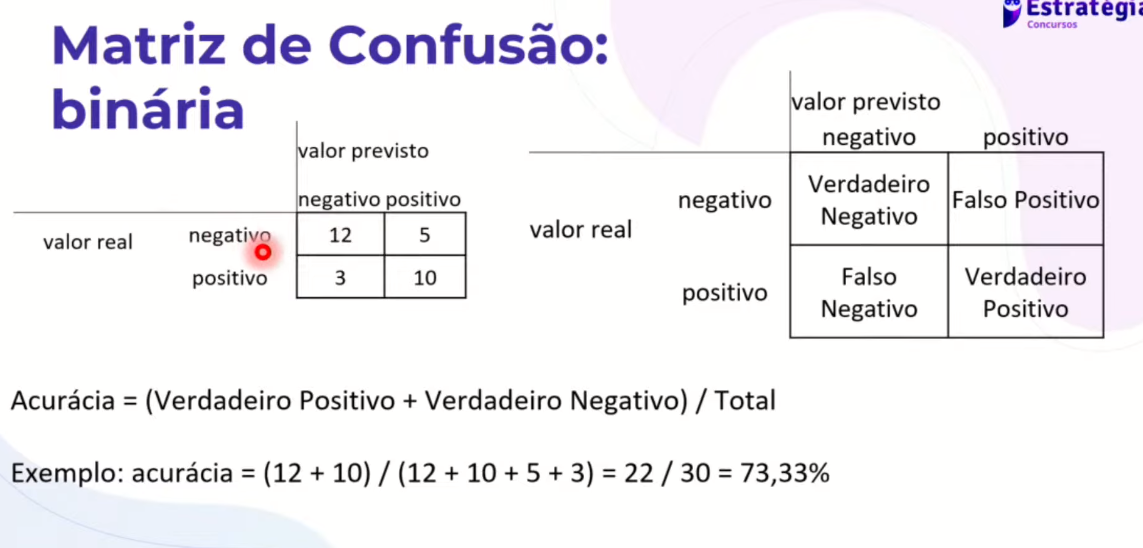 Estratégia
Concursos
Matriz de Confusão:
binária
valor previsto
negativo positivo
valor real negativo 12 5
positivo 3 10
valor previsto
negativo positivo
negativo Verdadeiro Negativo Falso Positivo
valor real
positivo Falso Negativo Verdadeiro Positivo
Acurácia = (Verdadeiro Positivo + Verdadeiro Negativo) / Total
Exemplo: acurácia = (12 + 10) / (12 + 10 + 5 + 3) = 22 / 30 = 73,33%